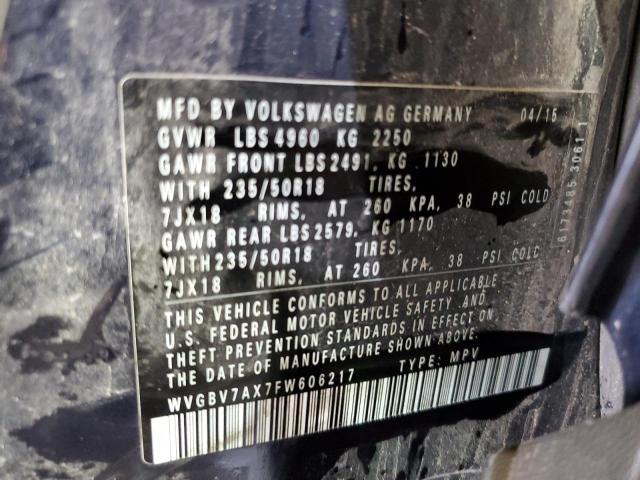 MFD BY VOLKSWAGEN AG GERMANY 04/15
GVWR LBS 4960 KG 2250
GAWR FRONT LBS 2491, KG 1130
WITH 235/50R18 TIRES,
7JX18 RIMS, AT 260 KPA, 38 PSI COLD
GAWR REAR LBS 2579, KG 1170
WITH 235/50R18 TIRES,
7JX18 RIMS, AT 260 KPA, 38 PSI COLD
THIS VEHICLE CONFORMS TO ALL APPLICABLE
U.S. FEDERAL MOTOR VEHICLE SAFETY, AND
THEFT PREVENTION STANDARDS IN EFFECT ON
THE DATE OF MANUFACTURE SHOWN ABOVE.
WVGBV7AX7FW606217 TYPE: MPV